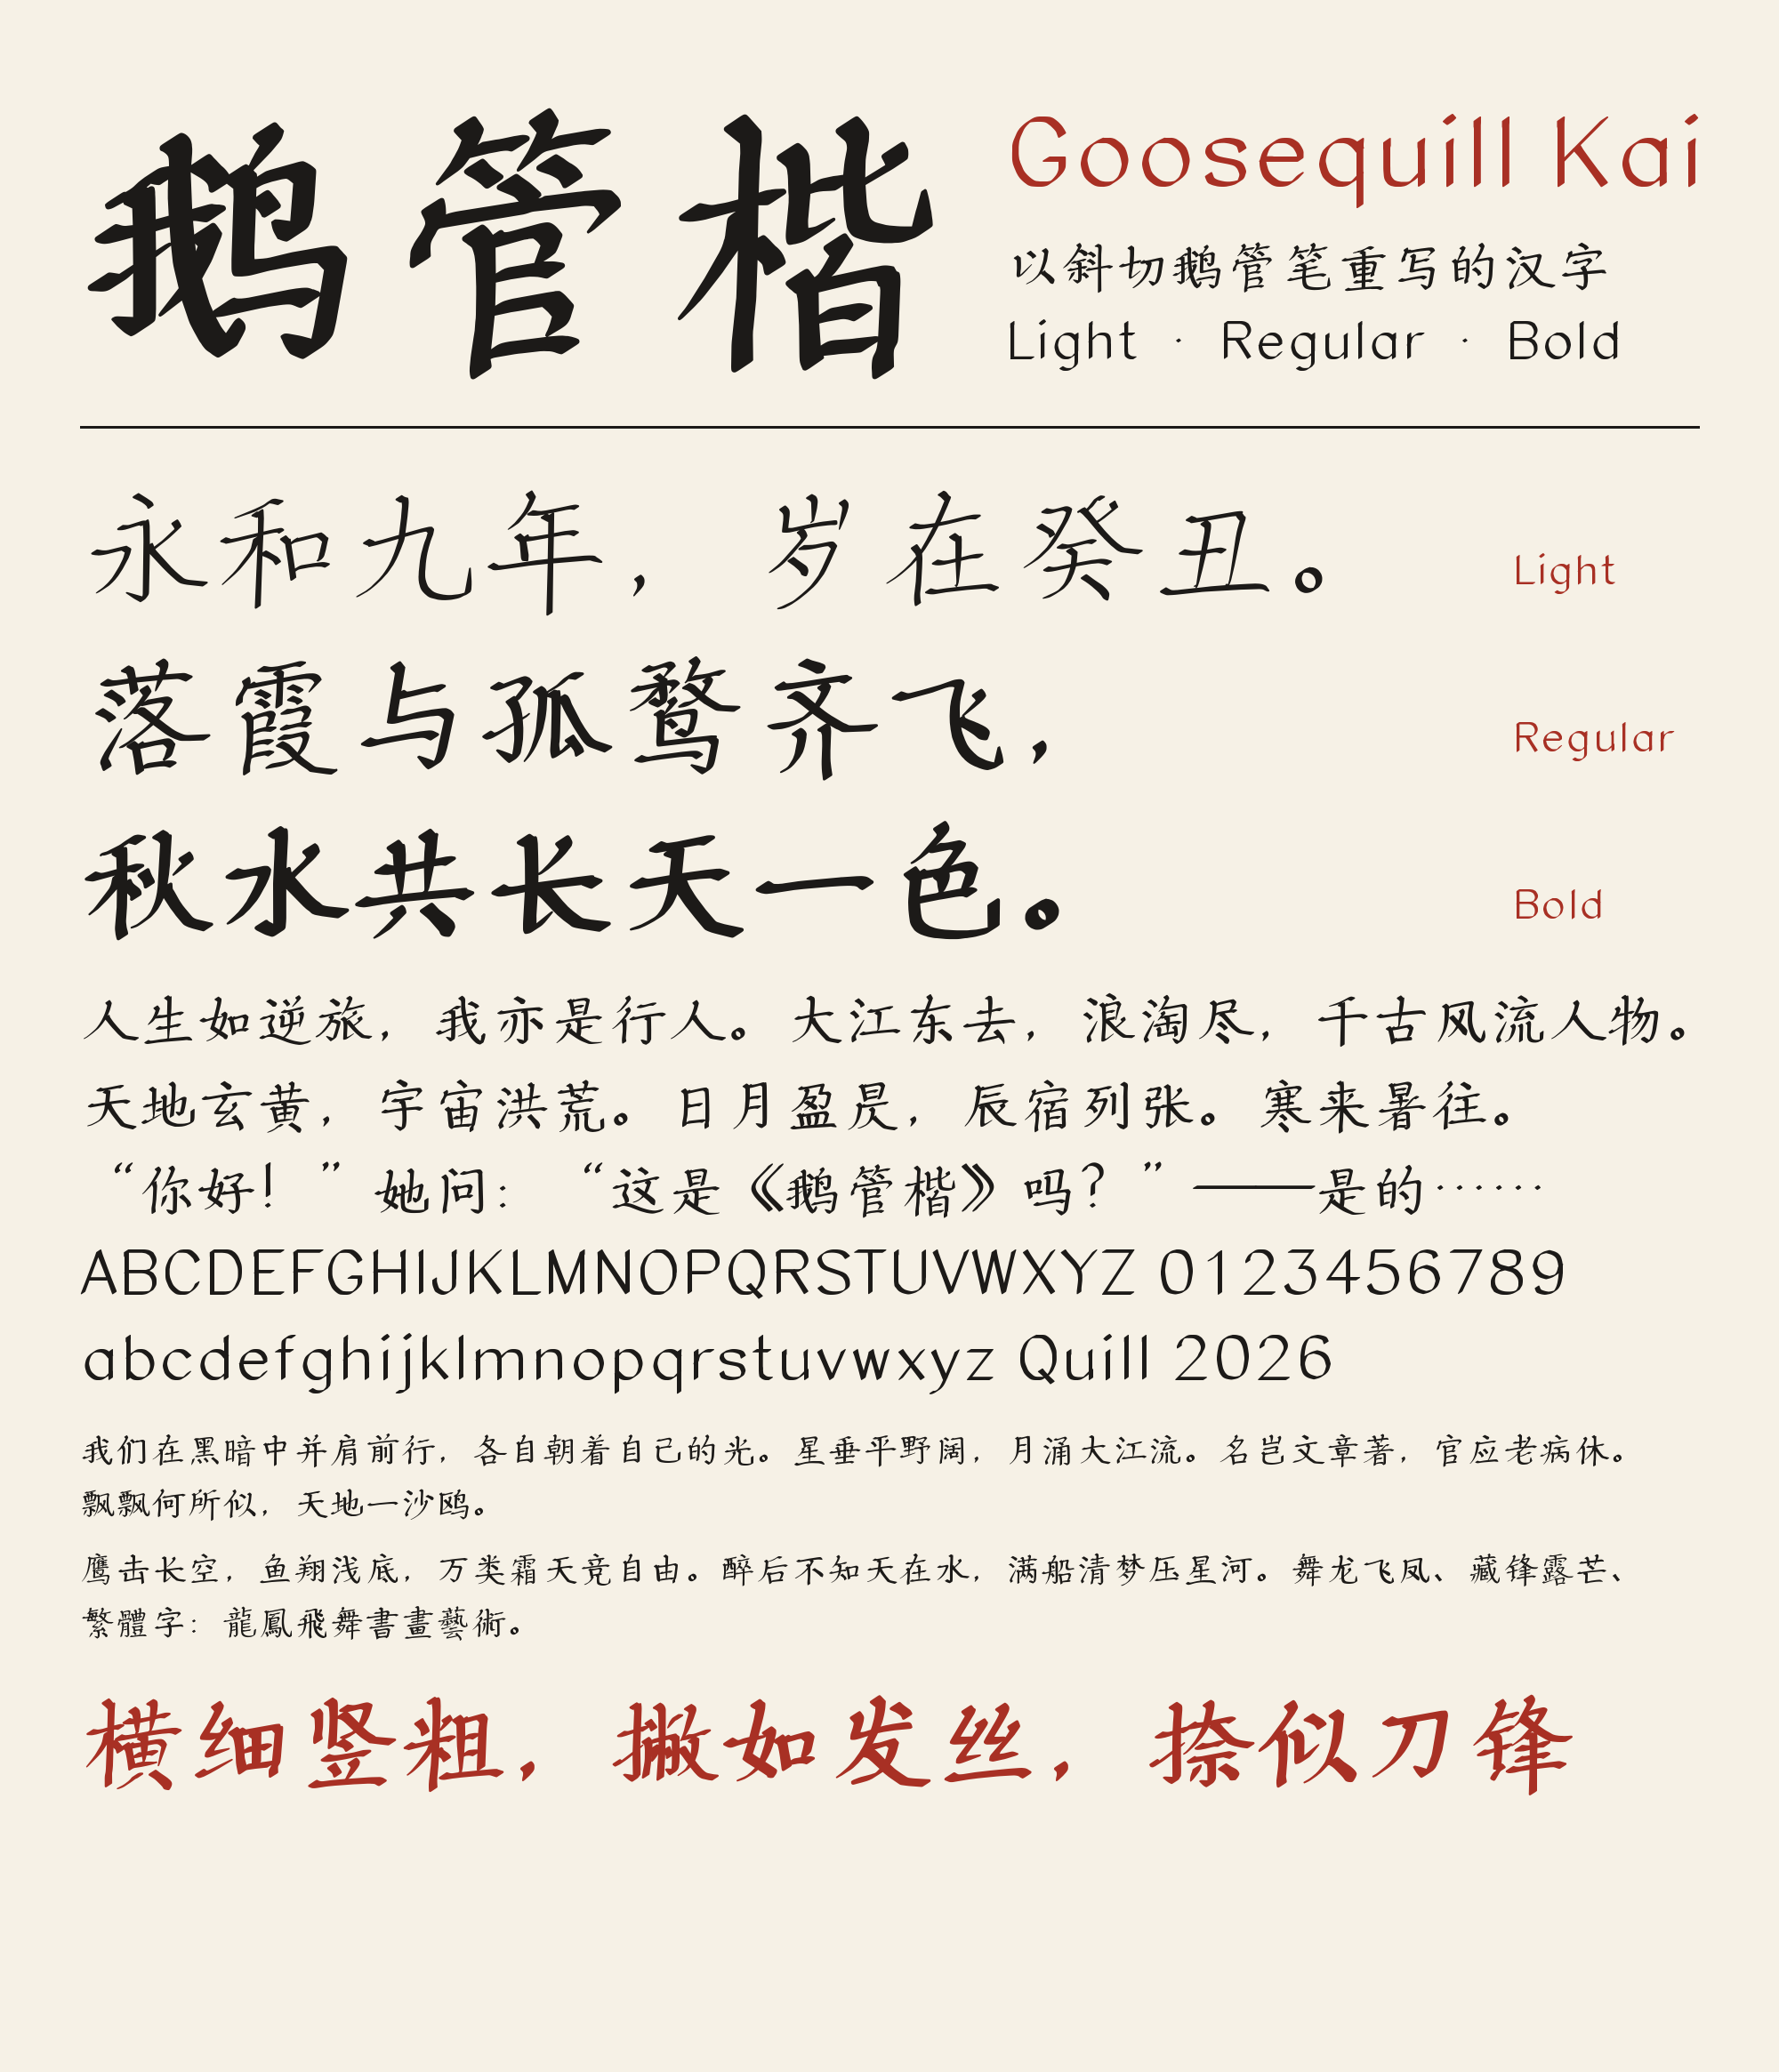 鹅管楷
Goosequill Kai
以斜切鹅管笔重写的汉字
Light · Regular · Bold
永和九年，岁在癸丑。
Light
落霞与孤鹜齐飞，
Regular
秋水共长天一色。
Bold
人生如逆旅，我亦是行人。大江东去，浪淘尽，千古风流人物。
天地玄黄，宇宙洪荒。日月盈昃，辰宿列张。寒来暑往。
“你好！”她问：“这是《鹅管楷》吗？”——是的……
ABCDEFGHIJKLMNOPQRSTUVWXYZ 0123456789
abcdefghijklmnopqrstuvwxyz Quill 2026
我们在黑暗中并肩前行，各自朝着自己的光。星垂平野阔，月涌大江流。名岂文章著，官应老病休。
飘飘何所似，天地一沙鸥。
鹰击长空，鱼翔浅底，万类霜天竞自由。醉后不知天在水，满船清梦压星河。舞龙飞凤、藏锋露芒、
繁體字：龍鳳飛舞書畫藝術。
横细竖粗，撇如发丝，捺似刀锋